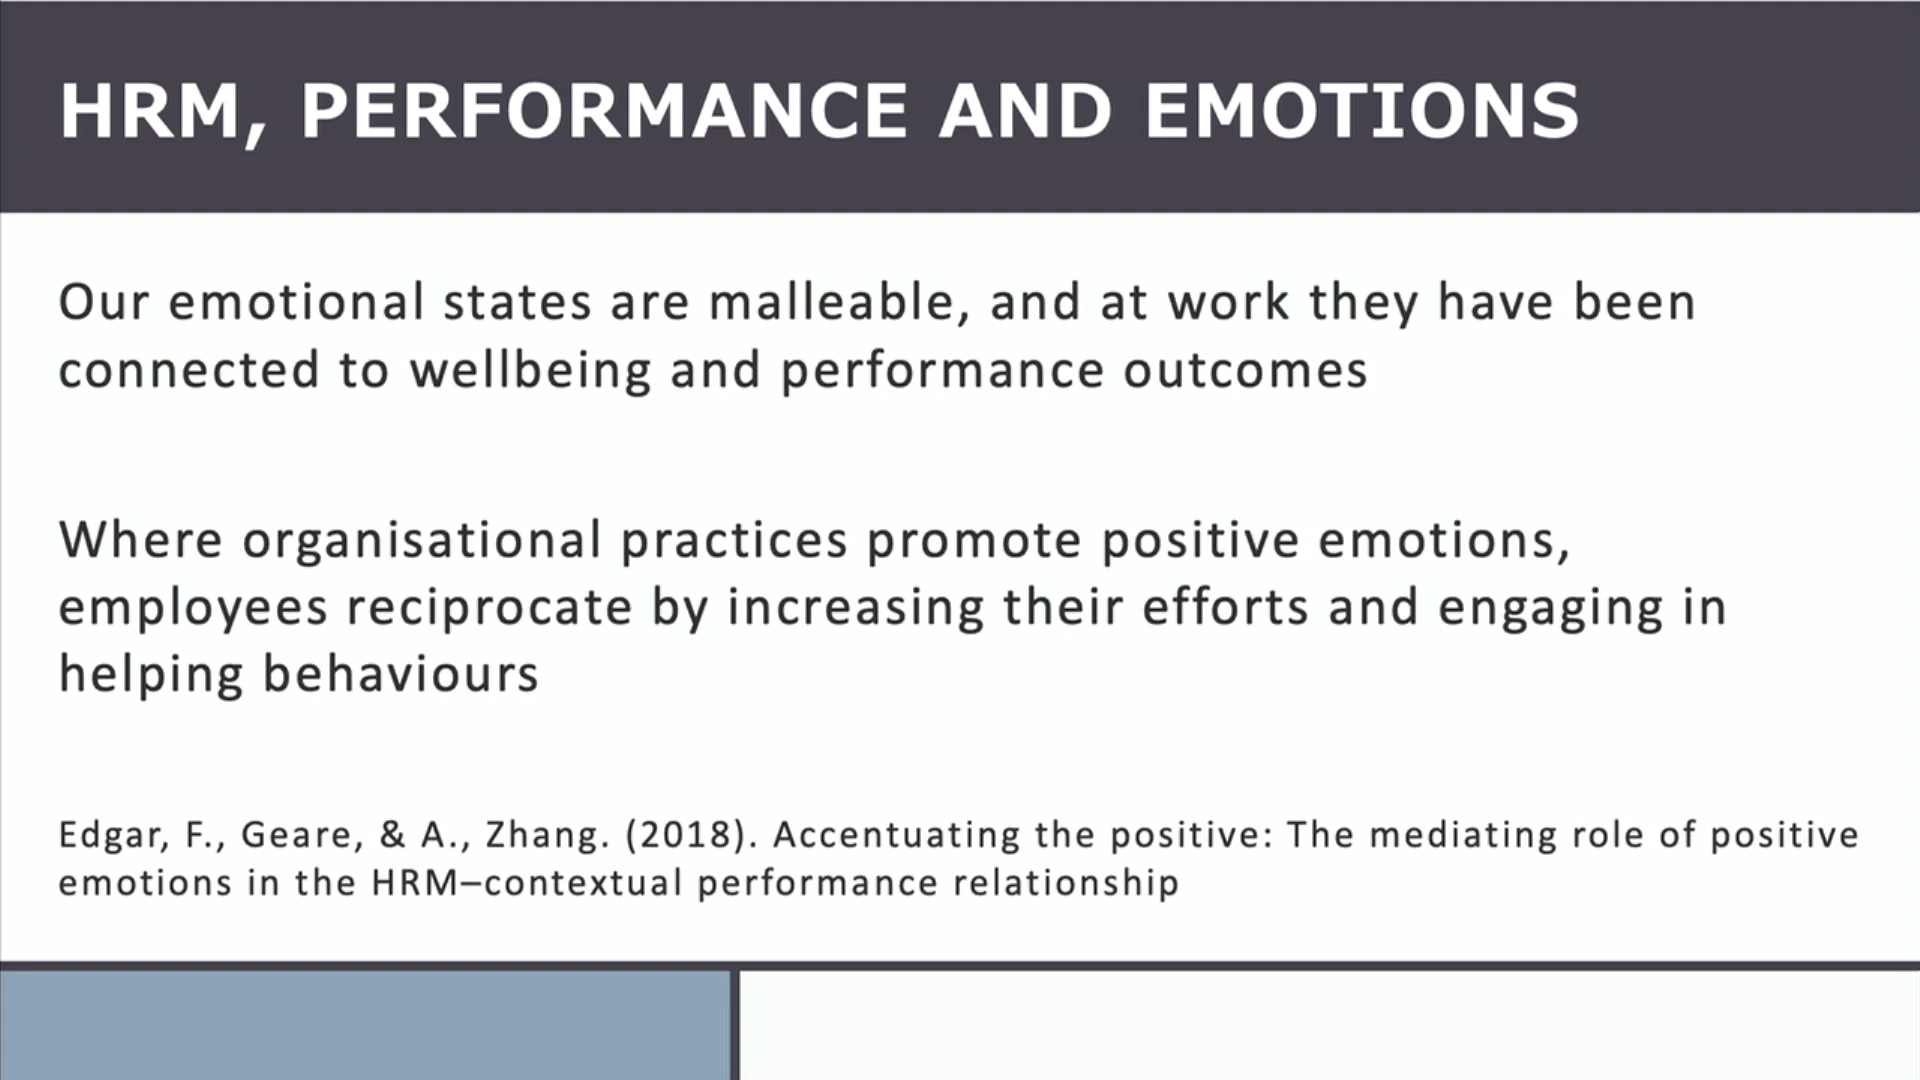 HRM, PERFORMANCE AND EMOTIONS
Our emotional states are malleable, and at work they have been
connected to wellbeing and performance outcomes
Where organisational practices promote positive emotions,
employees reciprocate by increasing their efforts and engaging in
helping behaviours
Edgar, F., Geare, & A., Zhang. (2018). Accentuating the positive: The mediating role of positive
emotions in the HRM–contextual performance relationship